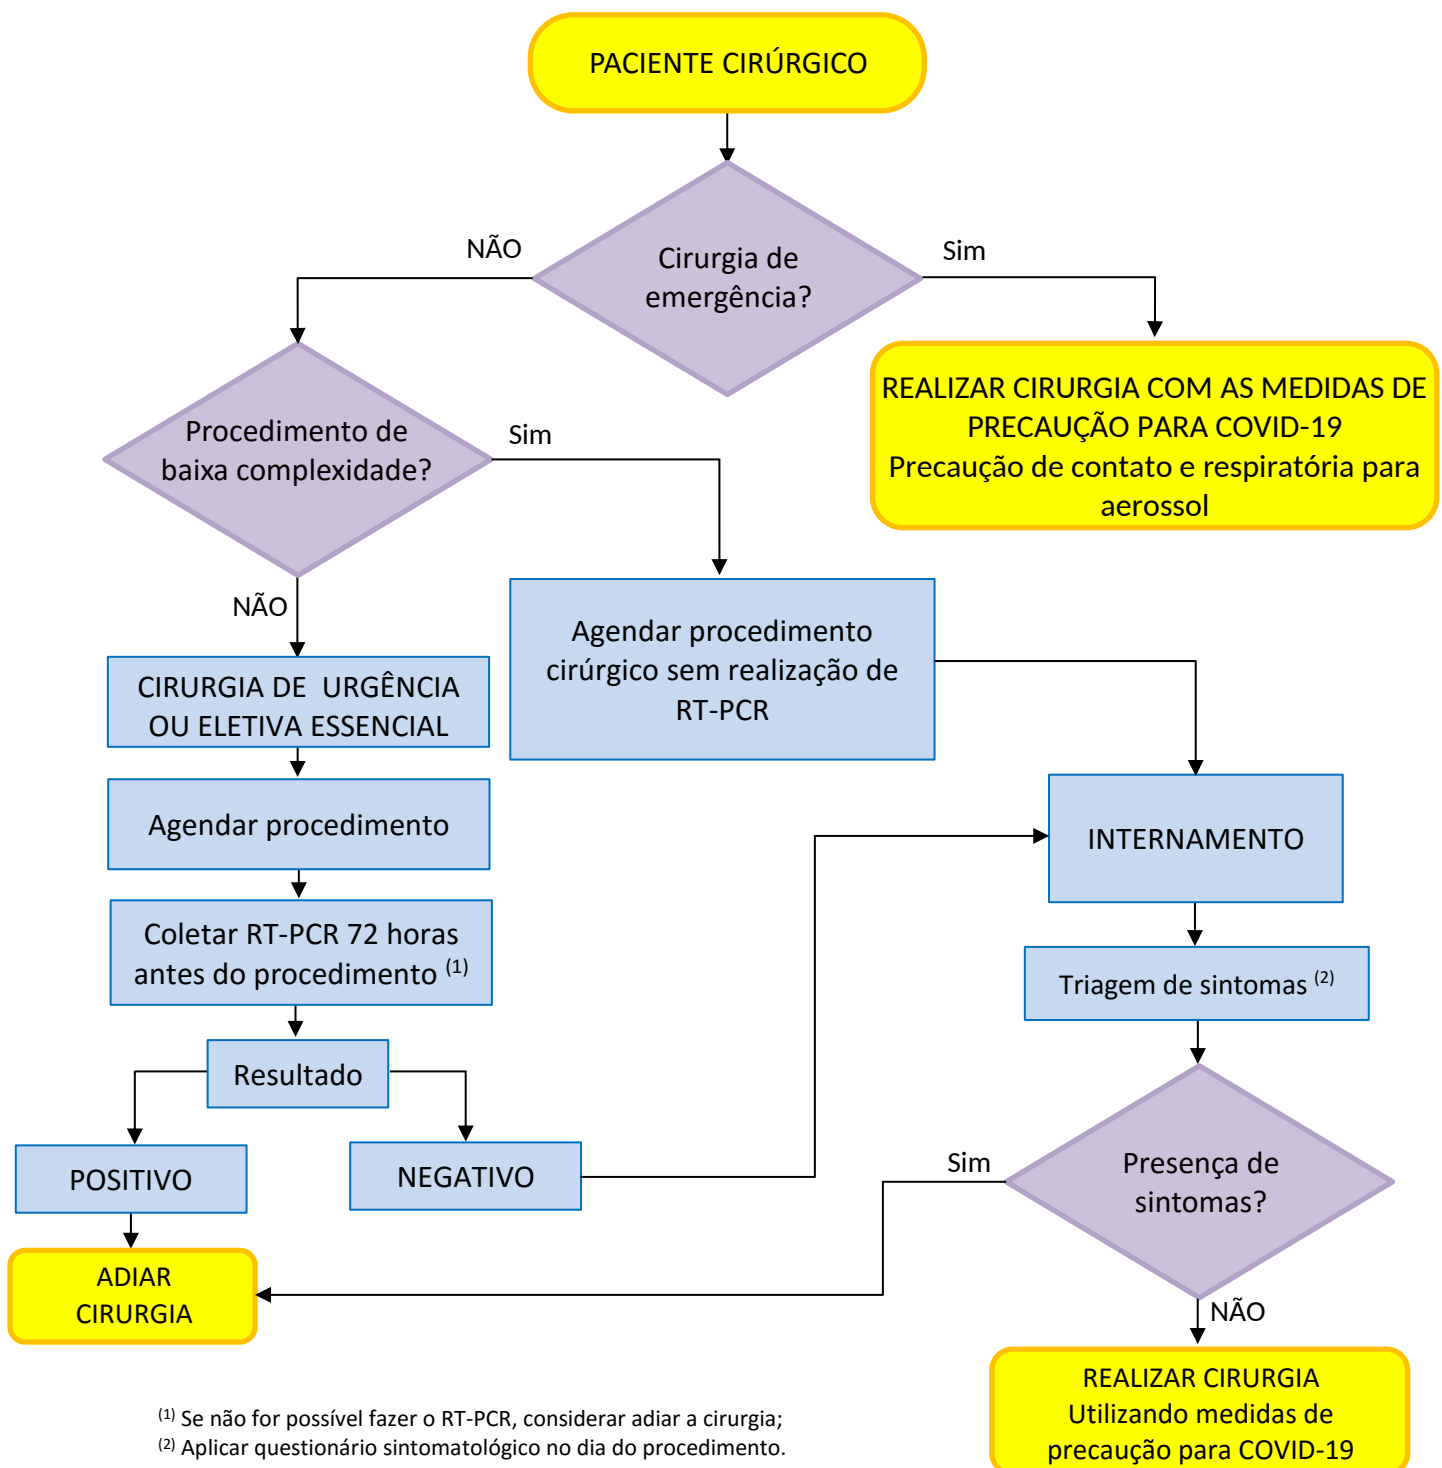 PACIENTE CIRÚRGICO
NÃO
Sim
Cirurgia de
emergência?
REALIZAR CIRURGIA COM AS MEDIDAS DE
PRECAUÇÃO PARA COVID-19
Precaução de contato e respiratória para
aerossol
Procedimento de
baixa complexidade?
Sim
NÃO
Agendar procedimento
cirúrgico sem realização de
RT-PCR
CIRURGIA DE  URGÊNCIA
OU ELETIVA ESSENCIAL
Agendar procedimento
INTERNAMENTO
Coletar RT-PCR 72 horas
antes do procedimento (1)
Triagem de sintomas (2)
Resultado
POSITIVO
NEGATIVO
Sim
Presença de
sintomas?
ADIAR
CIRURGIA
NÃO
REALIZAR CIRURGIA
Utilizando medidas de
precaução para COVID-19
(1) Se não for possível fazer o RT-PCR, considerar adiar a cirurgia;
(2) Aplicar questionário sintomatológico no dia do procedimento.